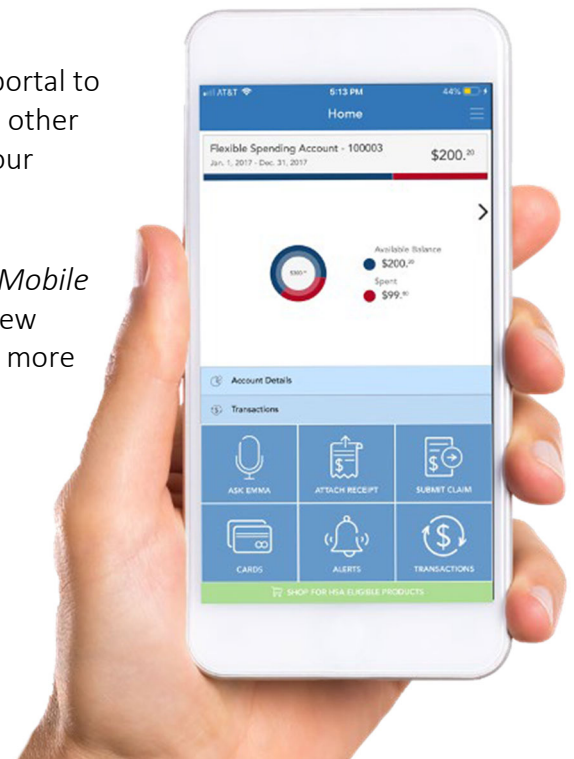 portal to
other
our
Mobile
ew
more
AT&T 5:13 PM 44%
Home
Flexible Spending Account - 100003
Jan. 1, 2017 - Dec. 31, 2017
$200.20
Available Balance
$200.20
Spent
Account Details
Transactions
ASK EMMA ATTACH RECEIPT SUBMIT CLAIM
CARDS ALERTS TRANSACTIONS
SHOP FOR HSA ELIGIBLE PRODUCTS